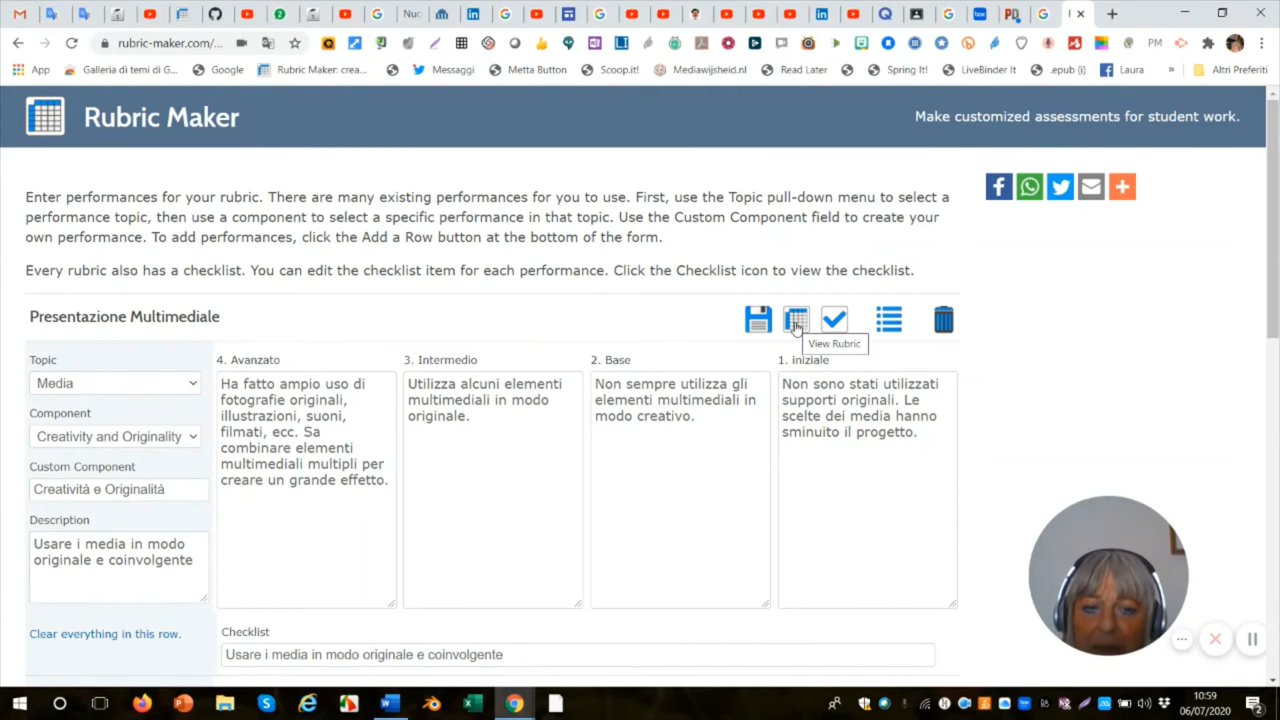 Nuc
PD
rubric-maker.com/...
PM
App
Galleria di temi di G...
Google
Rubric Maker: crea...
Messaggi
Metta Button
Scoop.it!
Mediawijsheid.nl
Read Later
Spring It!
LiveBinder It
.epub (i)
Laura
»
Altri Preferiti
Rubric Maker
Make customized assessments for student work.
Enter performances for your rubric. There are many existing performances for you to use. First, use the Topic pull-down menu to select a
performance topic, then use a component to select a specific performance in that topic. Use the Custom Component field to create your
own performance. To add performances, click the Add a Row button at the bottom of the form.
Every rubric also has a checklist. You can edit the checklist item for each performance. Click the Checklist icon to view the checklist.
Presentazione Multimediale
View Rubric
Topic
Media
Component
Creativity and Originality
Custom Component
Creatività e Originalità
Description
Usare i media in modo
originale e coinvolgente
Clear everything in this row.
4. Avanzato
Ha fatto ampio uso di
fotografie originali,
illustrazioni, suoni,
filmati, ecc. Sa
combinare elementi
multimediali multipli per
creare un grande effetto.
3. Intermedio
Utilizza alcuni elementi
multimediali in modo
originale.
2. Base
Non sempre utilizza gli
elementi multimediali in
modo creativo.
1. iniziale
Non sono stati utilizzati
supporti originali. Le
scelte dei media hanno
sminuito il progetto.
Checklist
Usare i media in modo originale e coinvolgente
10:59
06/07/2020
2